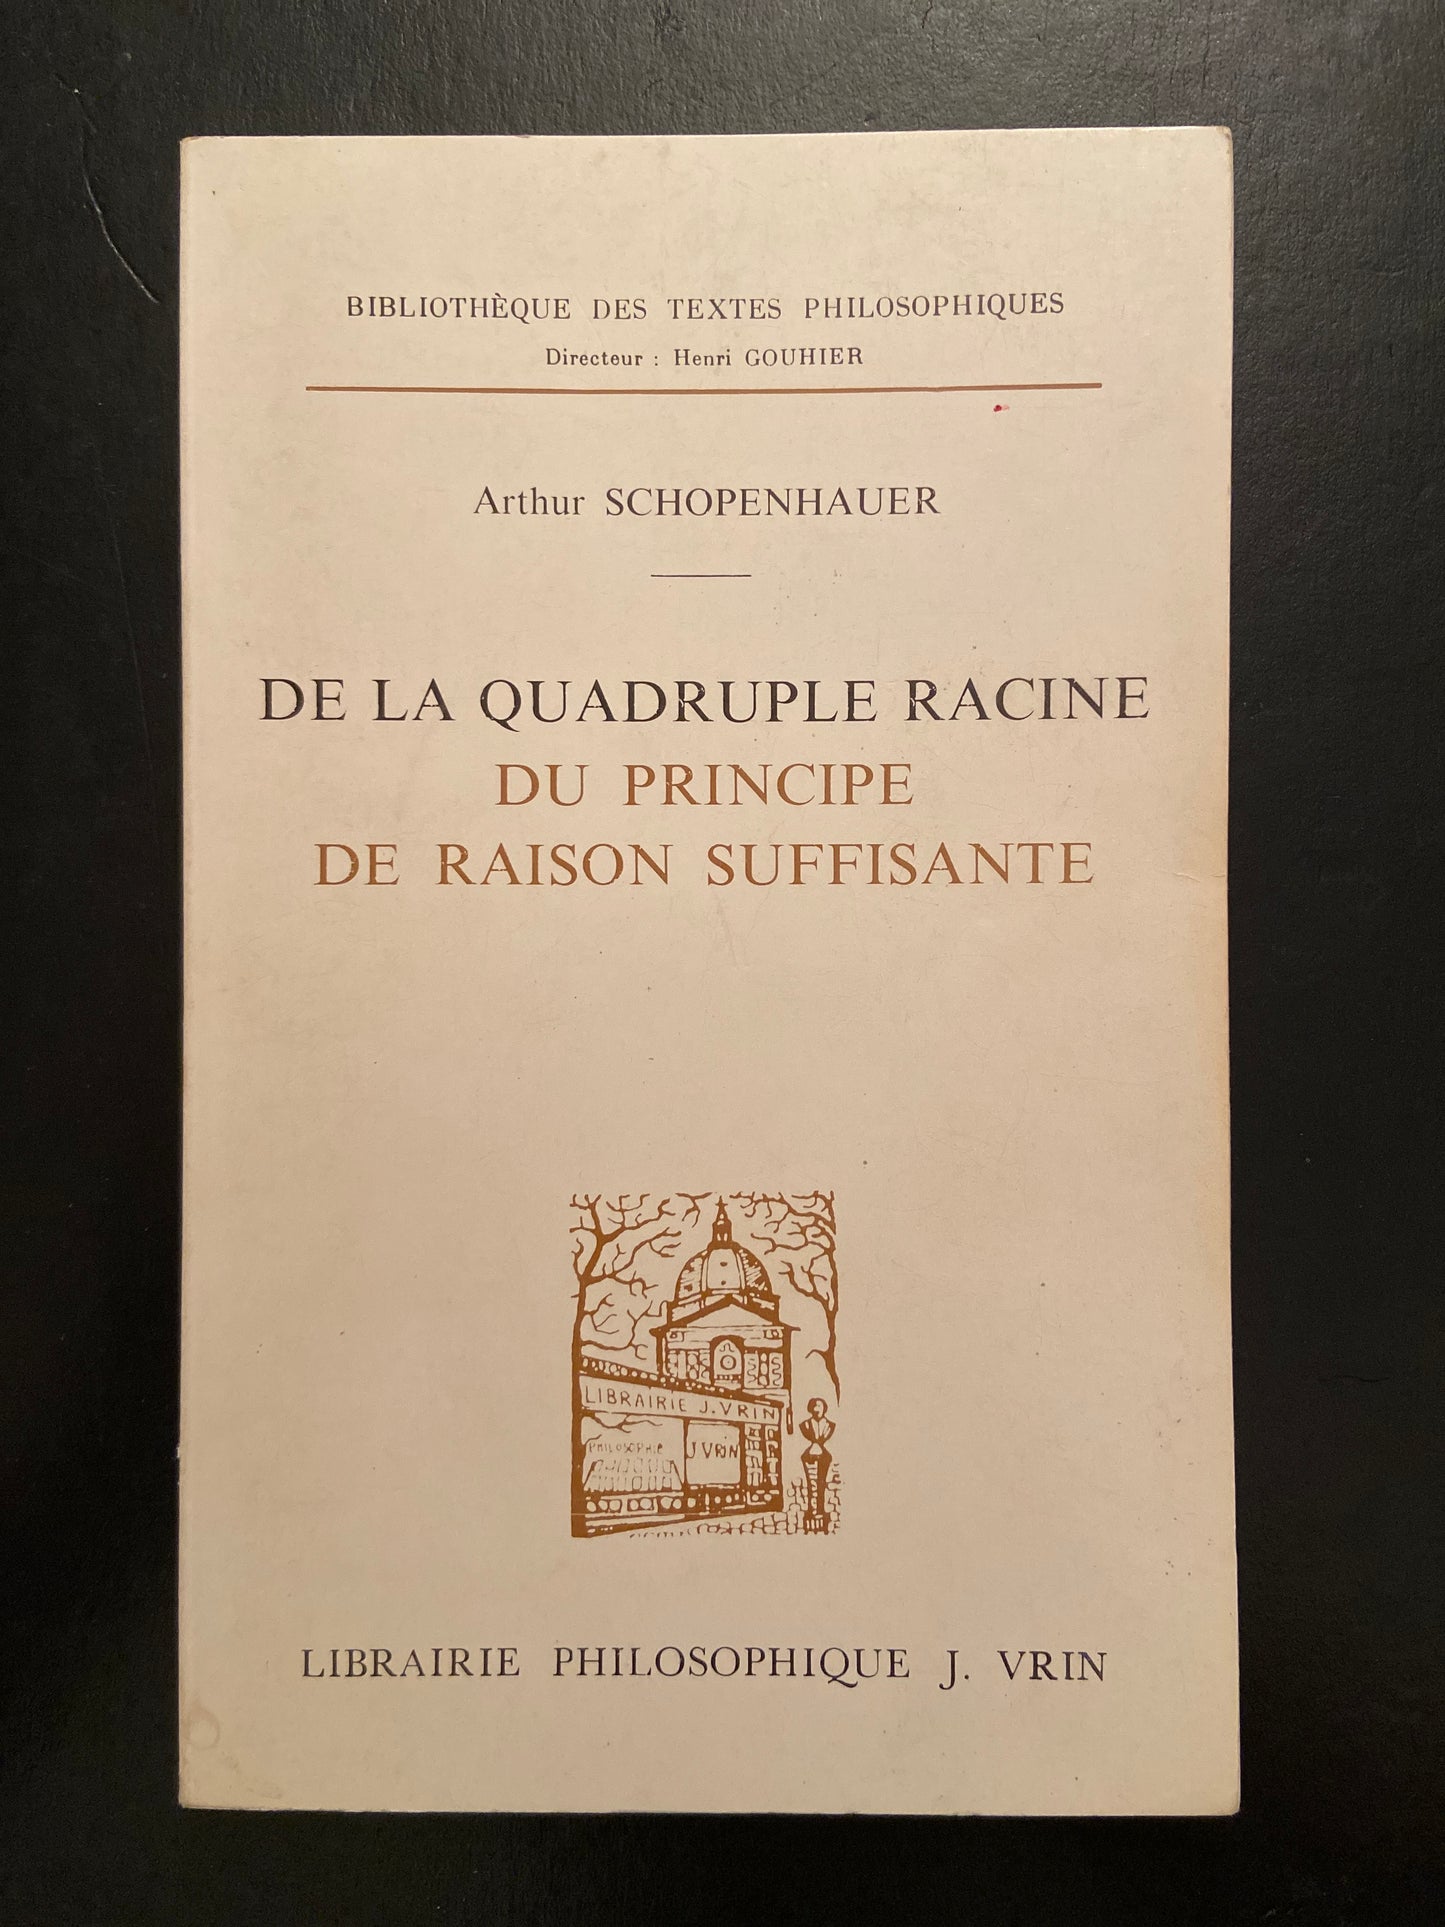 BIBLIOTHÈQUE DES TEXTES PHILOSOPHIQUES
Directeur : Henri GOUHIER
Arthur SCHOPENHAUER
DE LA QUADRUPLE RACINE
DU PRINCIPE
DE RAISON SUFFISANTE
LIBRAIRIE J. VRIN
PHILOSOPHIE
J VRIN
LIBRAIRIE PHILOSOPHIQUE J. VRIN